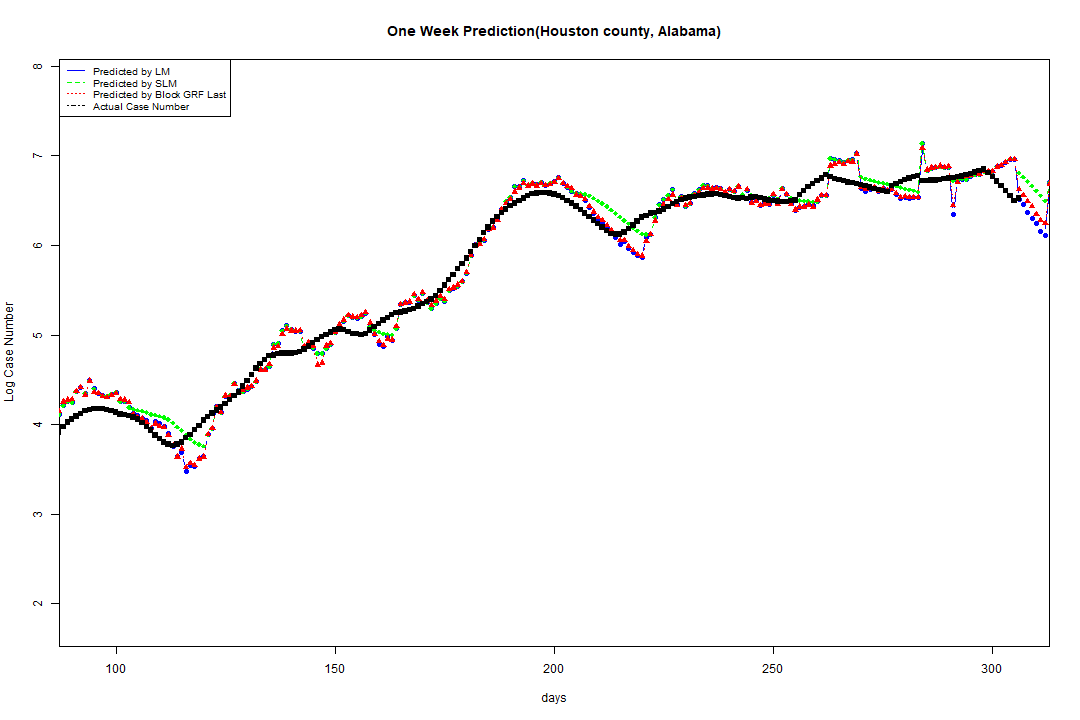 One Week Prediction(Houston county, Alabama)
Predicted by LM
Predicted by SLM
Predicted by Block GRF Last
Actual Case Number
Log Case Number
8
7
6
5
4
3
2
100 150 200 250 300
days